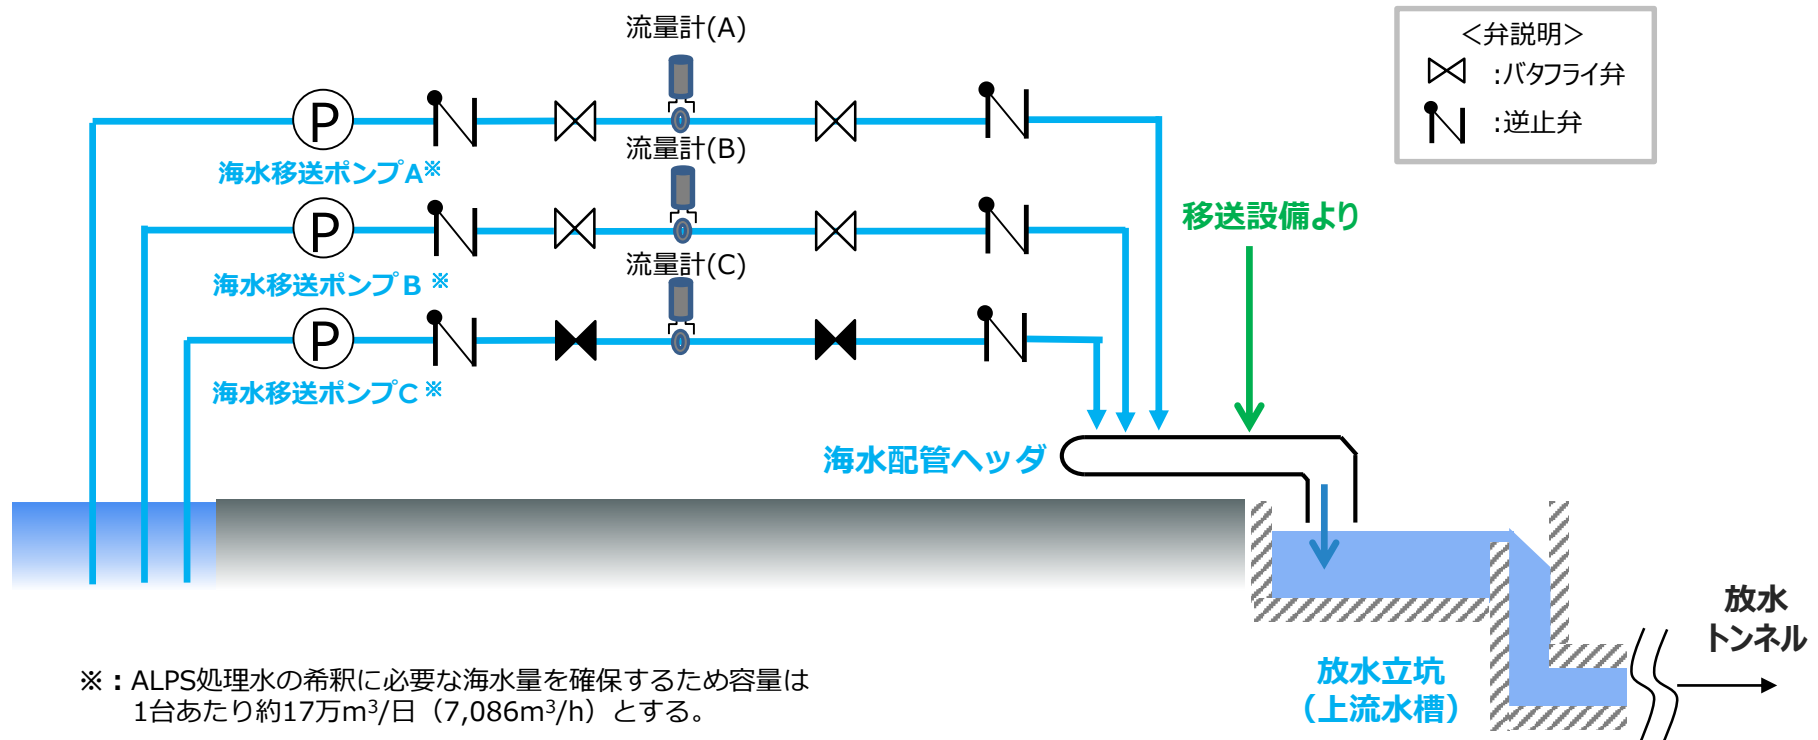 流量計(A)
<弁説明>
:バタフライ弁
:逆止弁
P
海水移送ポンプA※
流量計(B)
P
海水移送ポンプB※
流量計(C)
P
海水移送ポンプC※
移送設備より
海水配管ヘッダ
放水
トンネル
放水立坑
（上流水槽）
※：ALPS処理水の希釈に必要な海水量を確保するため容量は
1台あたり約17万m³/日（7,086m³/h）とする。